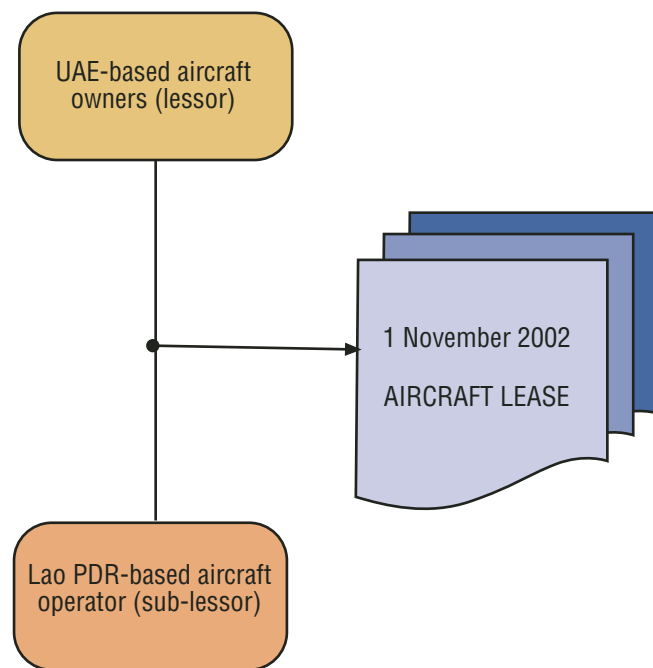 UAE-based aircraft
owners (lessor)
1 November 2002
AIRCRAFT LEASE
Lao PDR-based aircraft
operator (sub-lessor)